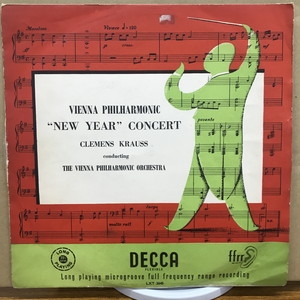 VIENNA PHILHARMONIC
"NEW YEAR" CONCERT
CLEMENS KRAUSS
conducting
THE VIENNA PHILHARMONIC ORCHESTRA
LONG
PLAYING
DECCA
ffrr
Long playing microgroove full frequency range recording